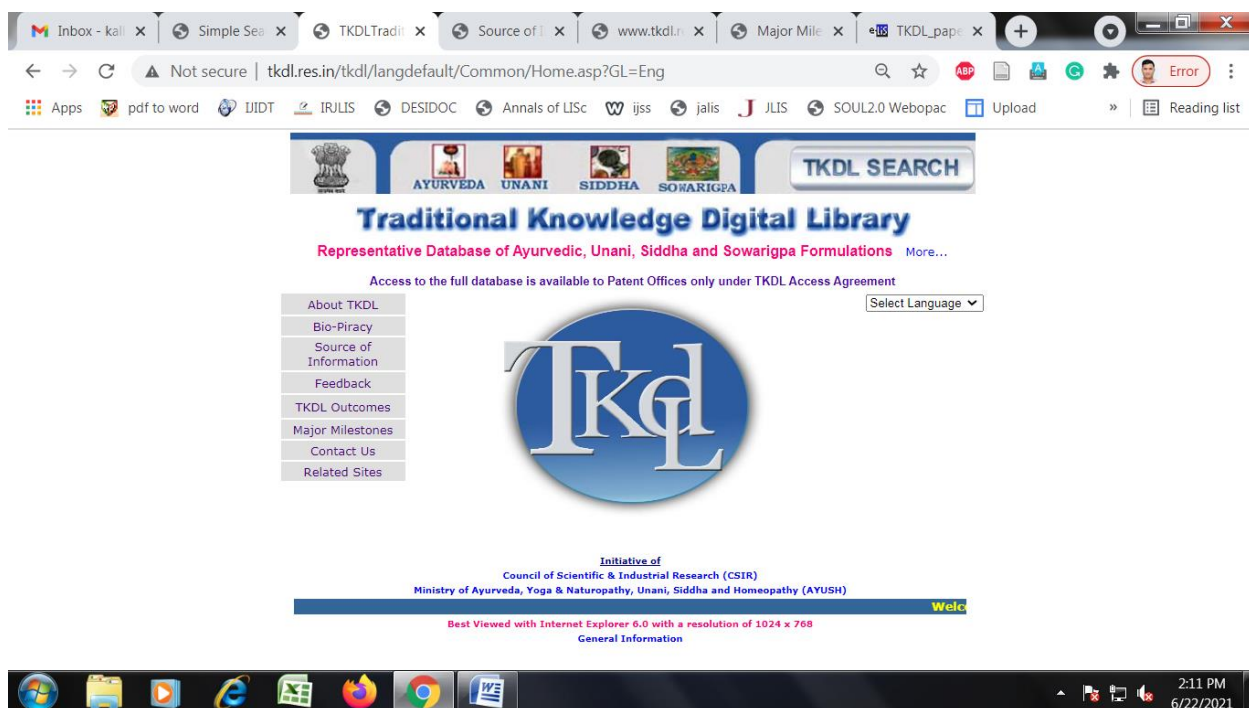 Inbox - kal
Simple Sea
TKDLTradit
Source of I
www.tkdl.r
Major Mile
e-JIS TKDL_pape
Not secure | tkdl.res.in/tkdl/langdefault/Common/Home.asp?GL=Eng
ABP
Error
Apps pdf to word IJIDT IRJLIS DESIDOC Annals of LISc ijss jalis JLIS SOUL2.0 Webopac Upload » Reading list
AYURVEDA UNANI SIDDHA SOWARIGPA TKDL SEARCH
Traditional Knowledge Digital Library
Representative Database of Ayurvedic, Unani, Siddha and Sowarigpa Formulations More...
Access to the full database is available to Patent Offices only under TKDL Access Agreement
Select Language
About TKDL
Bio-Piracy
Source of
Information
Feedback
TKDL Outcomes
Major Milestones
Contact Us
Related Sites
TKdL
Initiative of
Council of Scientific & Industrial Research (CSIR)
Ministry of Ayurveda, Yoga & Naturopathy, Unani, Siddha and Homeopathy (AYUSH)
Welc
Best Viewed with Internet Explorer 6.0 with a resolution of 1024 x 768
General Information
2:11 PM
6/22/2021